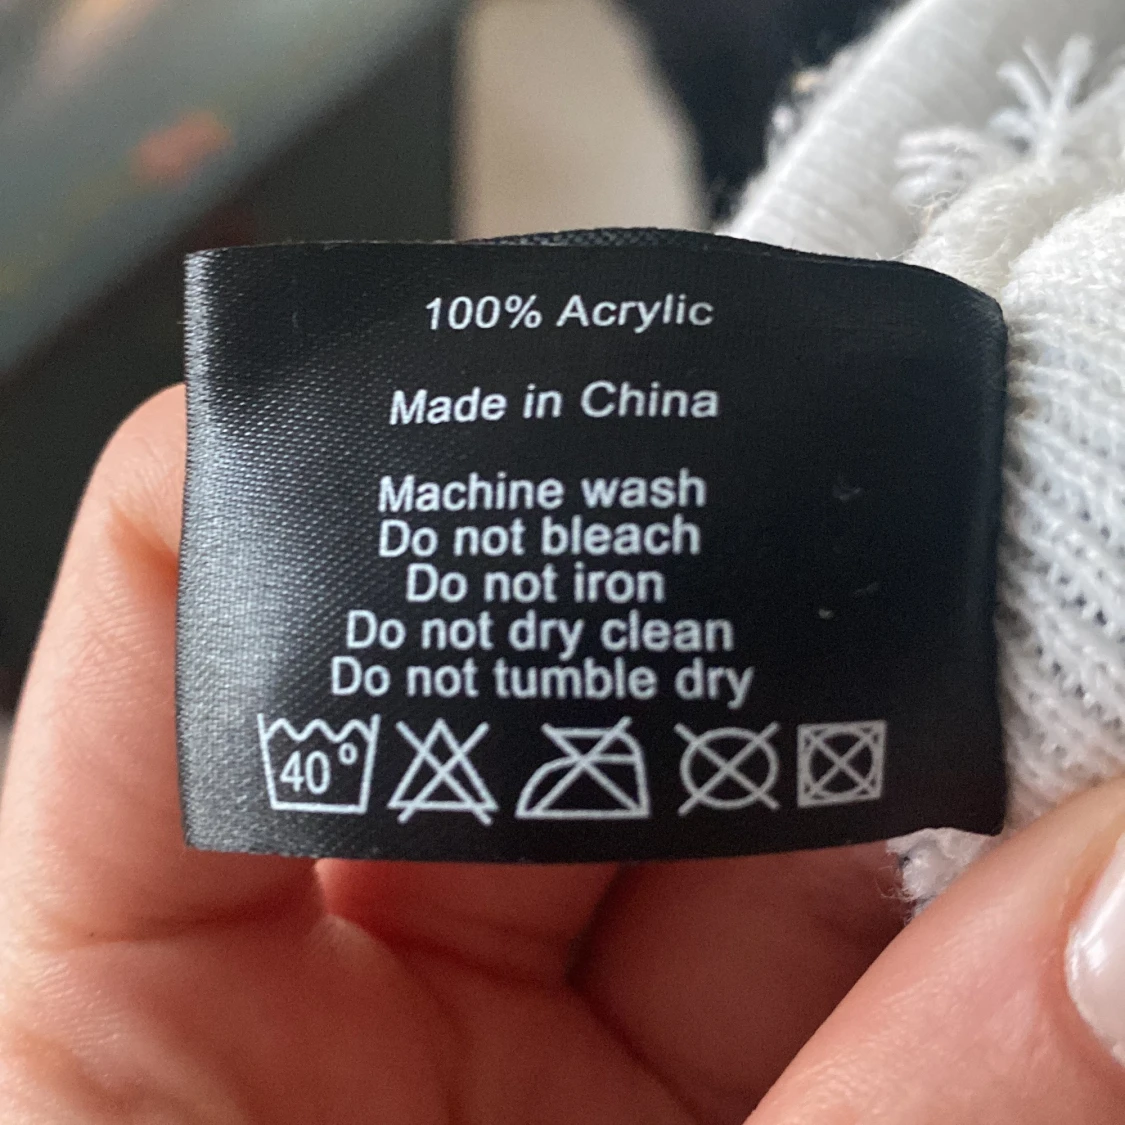 100% Acrylic
Made in China
Machine wash
Do not bleach
Do not iron
Do not dry clean
Do not tumble dry
40°